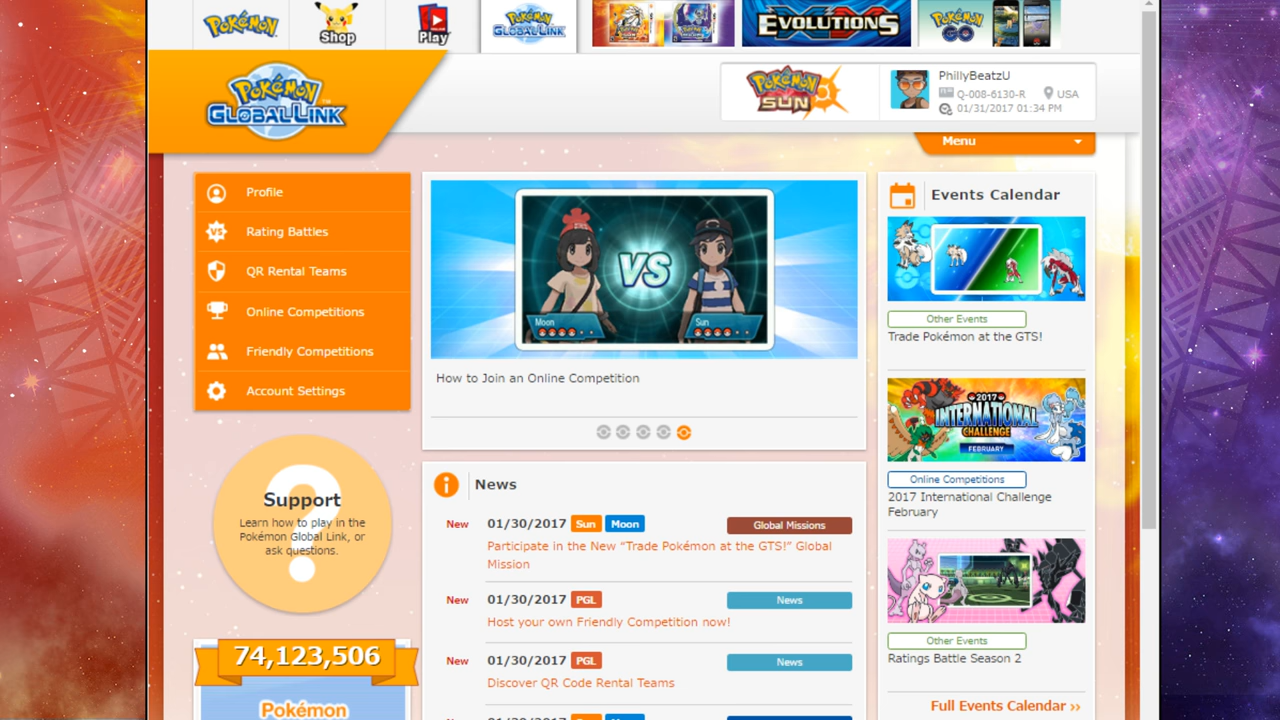 Pokémon
Shop
Play
Pokémon
GLOBAL LINK
EVOLUTIONS
Pokémon
GO
Pokémon
GLOBAL LINK
Pokémon
SUN
PhillyBeatzU
Q-008-6130-R USA
01/31/2017 01:34 PM
Menu
Profile
Rating Battles
QR Rental Teams
Online Competitions
Friendly Competitions
Account Settings
Support
Learn how to play in the
Pokémon Global Link, or
ask questions.
74,123,506
Pokémon
VS
Moon
Sun
How to Join an Online Competition
News
New 01/30/2017 Sun Moon Global Missions
Participate in the New “Trade Pokémon at the GTS!” Global
Mission
New 01/30/2017 PGL News
Host your own Friendly Competition now!
New 01/30/2017 PGL News
Discover QR Code Rental Teams
Events Calendar
Other Events
Trade Pokémon at the GTS!
2017
INTERNATIONAL
CHALLENGE
FEBRUARY
Online Competitions
2017 International Challenge
February
Other Events
Ratings Battle Season 2
Full Events Calendar